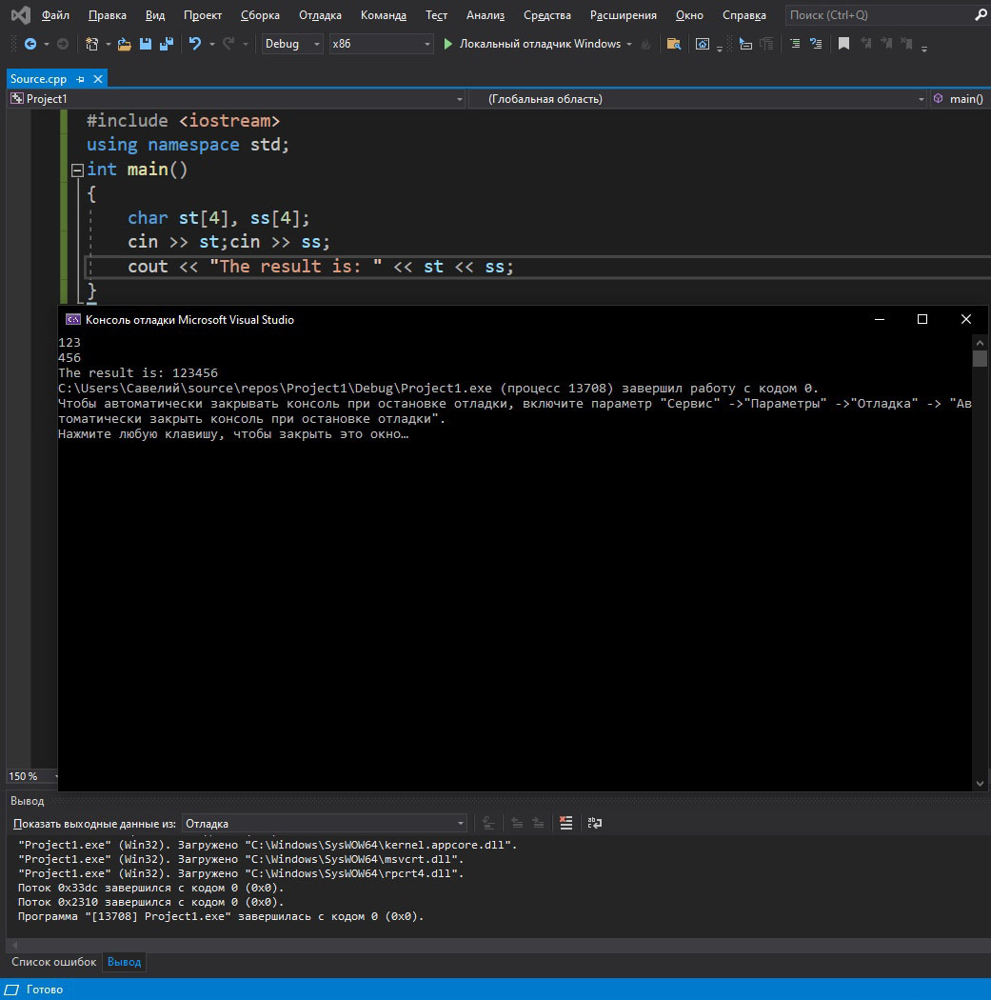 Файл Правка Вид Проект Сборка Отладка Команда Тест Анализ Средства Расширения Окно Справка Поиск (Ctrl+Q)
Debug x86 Локальный отладчик Windows
Source.cpp
Project1 (Глобальная область) main()
#include <iostream>
using namespace std;
int main()
{
char st[4], ss[4];
cin >> st;cin >> ss;
cout << "The result is: " << st << ss;
}
Консоль отладки Microsoft Visual Studio
123
456
The result is: 123456
C:\Users\Савелий\source\repos\Project1\Debug\Project1.exe (процесс 13708) завершил работу с кодом 0.
Чтобы автоматически закрывать консоль при остановке отладки, включите параметр "Сервис" ->"Параметры" ->"Отладка" -> "Ав
томатически закрыть консоль при остановке отладки".
Нажмите любую клавишу, чтобы закрыть это окно…
150 %
Вывод
Показать выходные данные из: Отладка
"Project1.exe" (Win32). Загружено "C:\Windows\SysWOW64\kernel.appcore.dll".
"Project1.exe" (Win32). Загружено "C:\Windows\SysWOW64\msvcrt.dll".
"Project1.exe" (Win32). Загружено "C:\Windows\SysWOW64\rpcrt4.dll".
Поток 0x33dc завершился с кодом 0 (0x0).
Поток 0x2310 завершился с кодом 0 (0x0).
Программа "[13708] Project1.exe" завершилась с кодом 0 (0x0).
Список ошибок Вывод
Готово